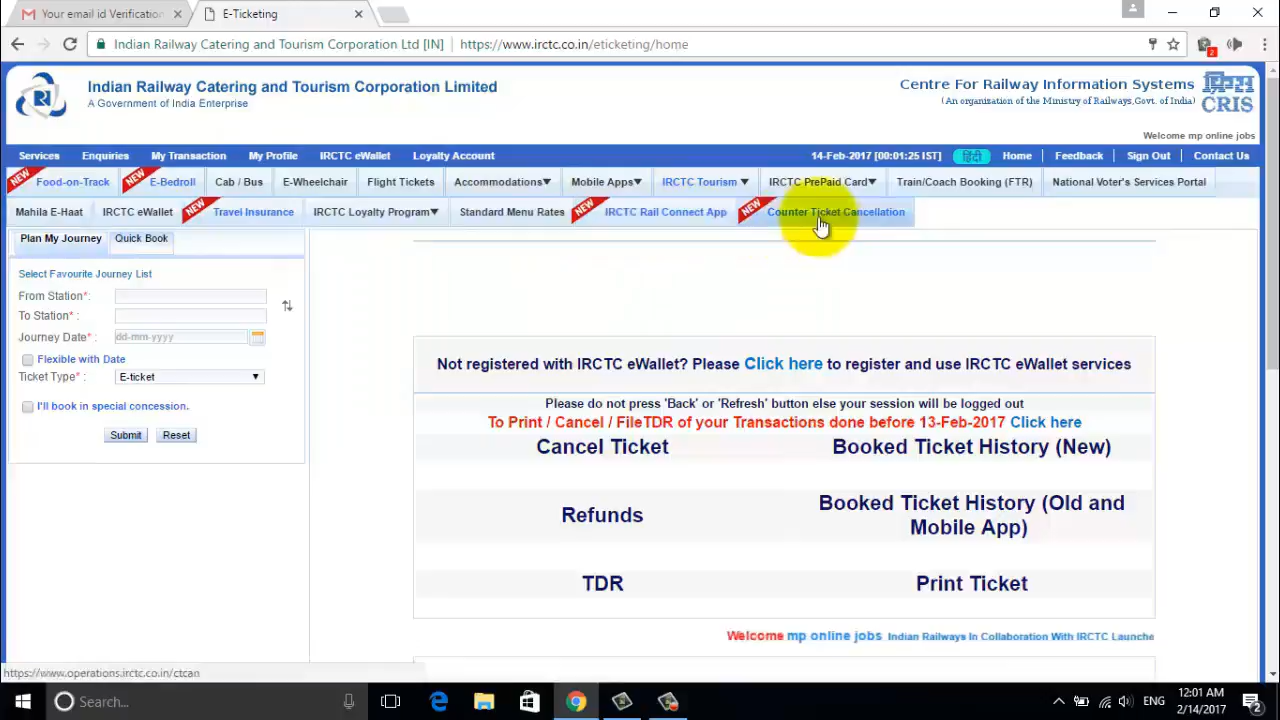 Your email id Verification
E-Ticketing
Indian Railway Catering and Tourism Corporation Ltd [IN]
https://www.irctc.co.in/eticketing/home
2
Indian Railway Catering and Tourism Corporation Limited
A Government of India Enterprise
Centre For Railway Information Systems
(An organization of the Ministry of Railways,Govt. of India)
CRIS
Welcome mp online jobs
Services Enquiries My Transaction My Profile IRCTC eWallet Loyalty Account 14-Feb-2017 [00:01:25 IST] हिंदी Home Feedback Sign Out Contact Us
NEW Food-on-Track NEW E-Bedroll Cab / Bus E-Wheelchair Flight Tickets Accommodations Mobile Apps IRCTC Tourism IRCTC PrePaid Card Train/Coach Booking (FTR) National Voter's Services Portal
Mahila E-Haat IRCTC eWallet NEW Travel Insurance IRCTC Loyalty Program Standard Menu Rates NEW IRCTC Rail Connect App NEW Counter Ticket Cancellation
Plan My Journey Quick Book
Select Favourite Journey List
From Station*:
To Station* :
Journey Date* : dd-mm-yyyy
Flexible with Date
Ticket Type* : E-ticket
I'll book in special concession.
Submit Reset
Not registered with IRCTC eWallet? Please Click here to register and use IRCTC eWallet services
Please do not press 'Back' or 'Refresh' button else your session will be logged out
To Print / Cancel / FileTDR of your Transactions done before 13-Feb-2017 Click here
Cancel Ticket Booked Ticket History (New)
Refunds Booked Ticket History (Old and
Mobile App)
TDR Print Ticket
Welcome mp online jobs Indian Railways In Collaboration With IRCTC Launche
https://www.operations.irctc.co.in/ctcan
Search...
ENG
12:01 AM
2/14/2017
2